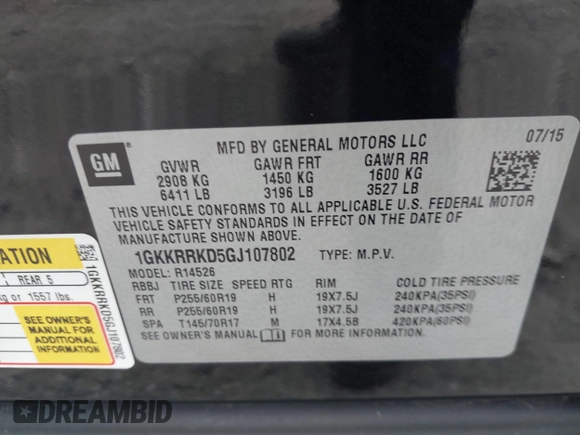 MFD BY GENERAL MOTORS LLC
07/15
GM
GVWR GAWR FRT GAWR RR
2908 KG 1450 KG 1600 KG
6411 LB 3196 LB 3527 LB
THIS VEHICLE CONFORMS TO ALL APPLICABLE U.S. FEDERAL MOTOR
VEHICLE SAFETY STANDARDS IN EFFECT ON THE DATE OF
MANUFACTURE SHOWN ABOVE.
1GKKRRKD5GJ107802 TYPE: M.P.V.
MODEL: R14526
RBBJ TIRE SIZE SPEED RTG RIM COLD TIRE PRESSURE
FRT P255/60R19 H 19X7.5J 240KPA(35PSI)
RR P255/60R19 H 19X7.5J 240KPA(35PSI)
SPA T145/70R17 M 17X4.5B 420KPA(60PSI)
SEE OWNER'S MANUAL FOR MORE INFORMATION.
ATION
REAR 5
kg or 1557 lbs.
SEE OWNER'S
MANUAL FOR
ADDITIONAL
INFORMATION
1GKKRRKD5GJ107802
DREAMBID